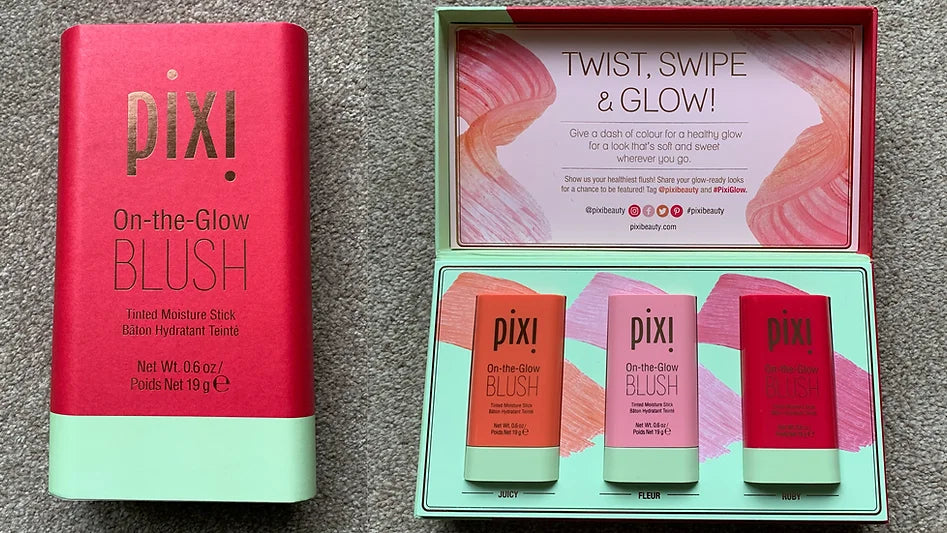 pixi
On-the-Glow
BLUSH
Tinted Moisture Stick
Bâton Hydratant Teinté
Net Wt. 0.6 oz/
Poids Net 19 g ℮
TWIST, SWIPE
& GLOW!
Give a dash of colour for a healthy glow
for a look that's soft and sweet
wherever you go.
Show us your healthiest flush! Share your glow-ready looks
for a chance to be featured! Tag @pixibeauty and #PixiGlow.
@pixibeauty #pixibeauty
pixibeauty.com
pixi
On-the-Glow
BLUSH
Tinted Moisture Stick
Bâton Hydratant Teinté
Net Wt. 0.6 oz/
Poids Net 19 g ℮
JUICY
pixi
On-the-Glow
BLUSH
Tinted Moisture Stick
Bâton Hydratant Teinté
Net Wt. 0.6 oz/
Poids Net 19 g ℮
FLEUR
pixi
On-the-Glow
BLUSH
RUBY